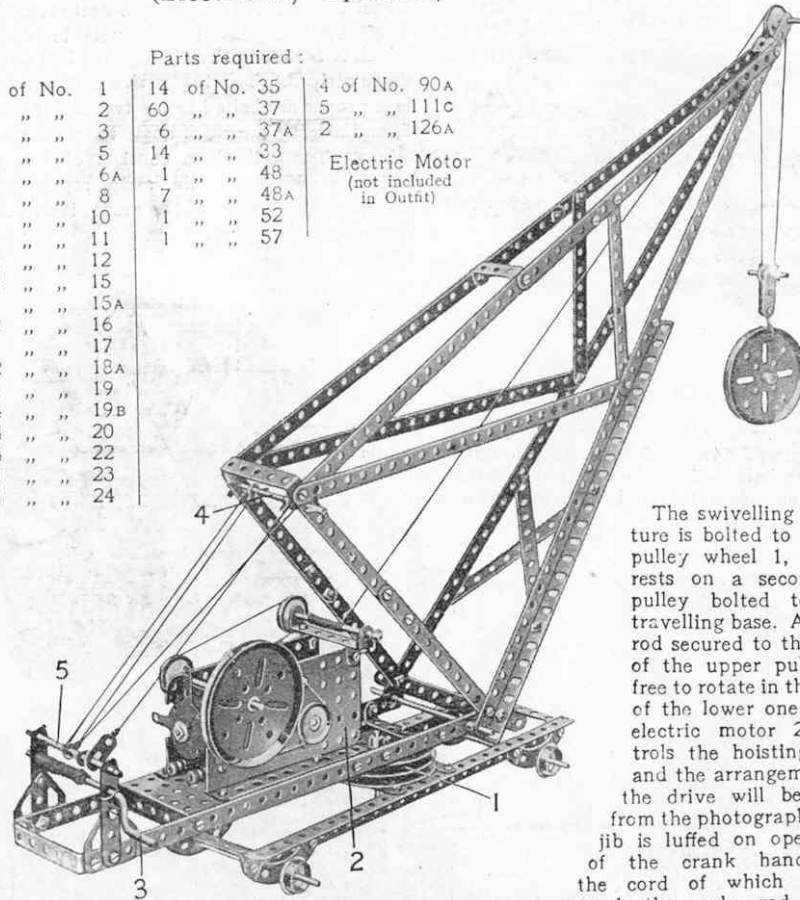 Parts required :
of No. 1 14 of No. 35 4 of No. 90A
„ „ 2 60 „ „ 37 5 „ „ 111C
„ „ 3 6 „ „ 37A 2 „ „ 126A
„ „ 5 14 „ „ 33
„ „ 6A 1 „ „ 48 Electric Motor
„ „ 8 7 „ „ 48A (not included
„ „ 10 1 „ „ 52 in Outfit)
„ „ 11 1 „ „ 57
„ „ 12
„ „ 15
„ „ 15A
„ „ 16
„ „ 17
„ „ 18A
„ „ 19
„ „ 19B
„ „ 20
„ „ 22
„ „ 23
„ „ 24
4
5
1
2
3
The swivelling
ture is bolted to
pulley wheel 1,
rests on a secon
pulley bolted to
travelling base. A
rod secured to the
of the upper pul
free to rotate in th
of the lower one
electric motor 2
trols the hoisting
and the arrangem
the drive will be
from the photograph
jib is luffed on ope
of the crank hand
the cord of which